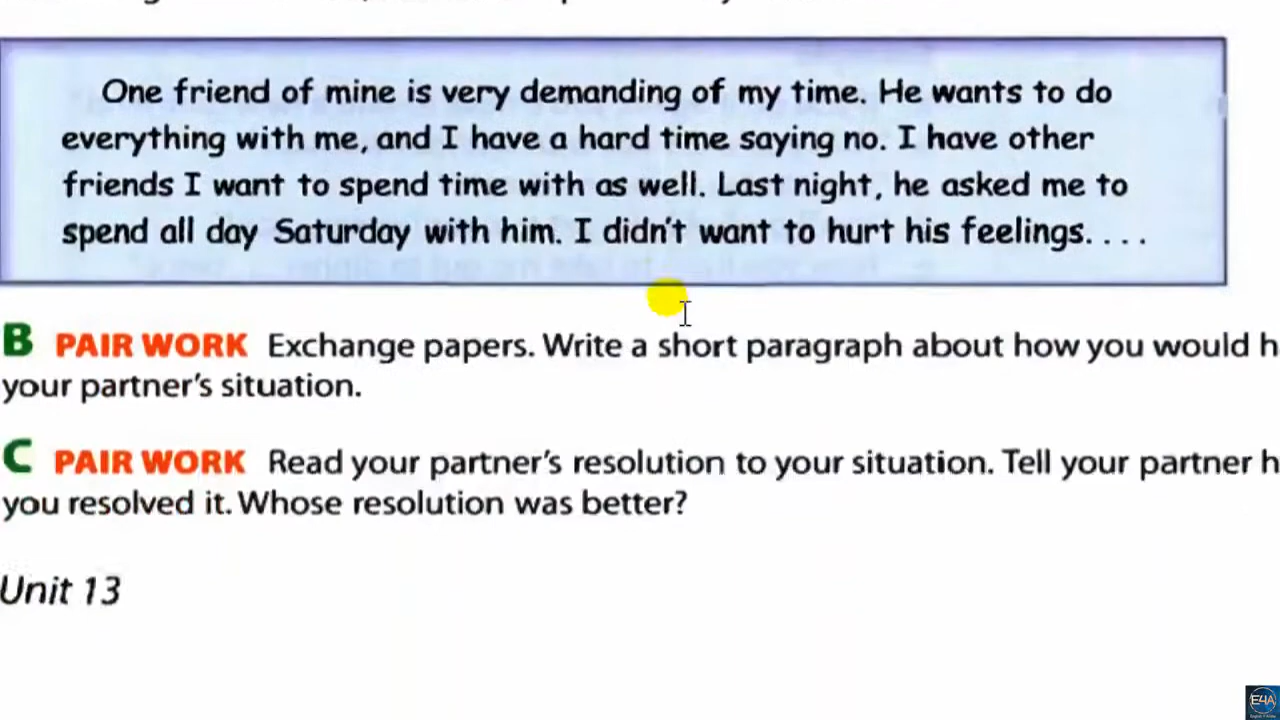 One friend of mine is very demanding of my time. He wants to do
everything with me, and I have a hard time saying no. I have other
friends I want to spend time with as well. Last night, he asked me to
spend all day Saturday with him. I didn't want to hurt his feelings. . . .
B PAIR WORK Exchange papers. Write a short paragraph about how you would h
your partner's situation.
C PAIR WORK Read your partner's resolution to your situation. Tell your partner h
you resolved it. Whose resolution was better?
Unit 13
E4A